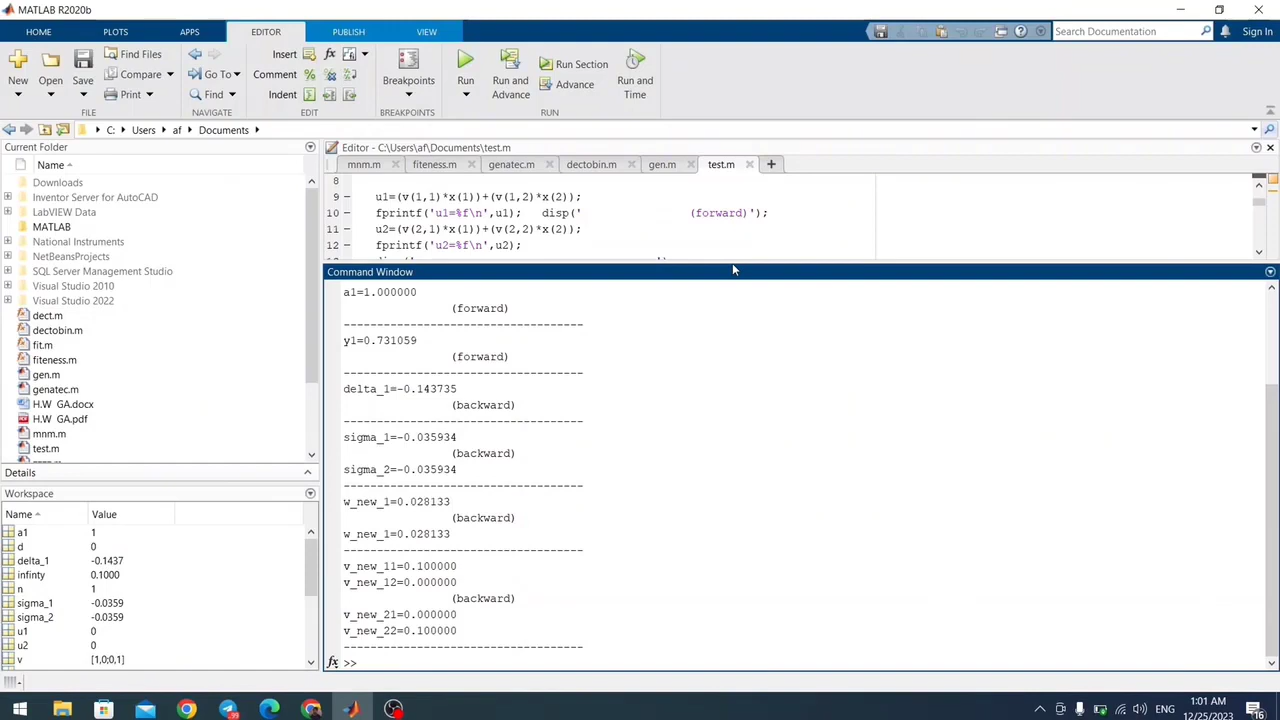 MATLAB R2020b
HOME PLOTS APPS EDITOR PUBLISH VIEW Search Documentation Sign In
New Open Save Find Files Compare Print
Go To Find
Insert fx
Comment %
Indent
Breakpoints Run Run and Advance Run Section Advance Run and Time
FILE NAVIGATE EDIT BREAKPOINTS RUN
C: Users af Documents
Current Folder
Name
Downloads
Inventor Server for AutoCAD
LabVIEW Data
MATLAB
National Instruments
NetBeansProjects
SQL Server Management Studio
Visual Studio 2010
Visual Studio 2022
dect.m
dectobin.m
fit.m
fiteness.m
gen.m
genatec.m
H.W GA.docx
H.W GA.pdf
mnm.m
test.m
Details
Workspace
Name Value
a1 1
d 0
delta_1 -0.1437
infinty 0.1000
n 1
sigma_1 -0.0359
sigma_2 -0.0359
u1 0
u2 0
v [1,0;0,1]
Editor - C:\Users\af\Documents\test.m
mnm.m fiteness.m genatec.m dectobin.m gen.m test.m
8
9 u1=(v(1,1)*x(1))+(v(1,2)*x(2));
10 fprintf('u1=%f\n',u1); disp(' (forward)');
11 u2=(v(2,1)*x(1))+(v(2,2)*x(2));
12 fprintf('u2=%f\n',u2);
Command Window
a1=1.000000
(forward)
------------------------------------
y1=0.731059
(forward)
------------------------------------
delta_1=-0.143735
(backward)
------------------------------------
sigma_1=-0.035934
(backward)
sigma_2=-0.035934
------------------------------------
w_new_1=0.028133
(backward)
w_new_1=0.028133
------------------------------------
v_new_11=0.100000
v_new_12=0.000000
(backward)
v_new_21=0.000000
v_new_22=0.100000
------------------------------------
fx >>
ENG
1:01 AM
12/25/2023